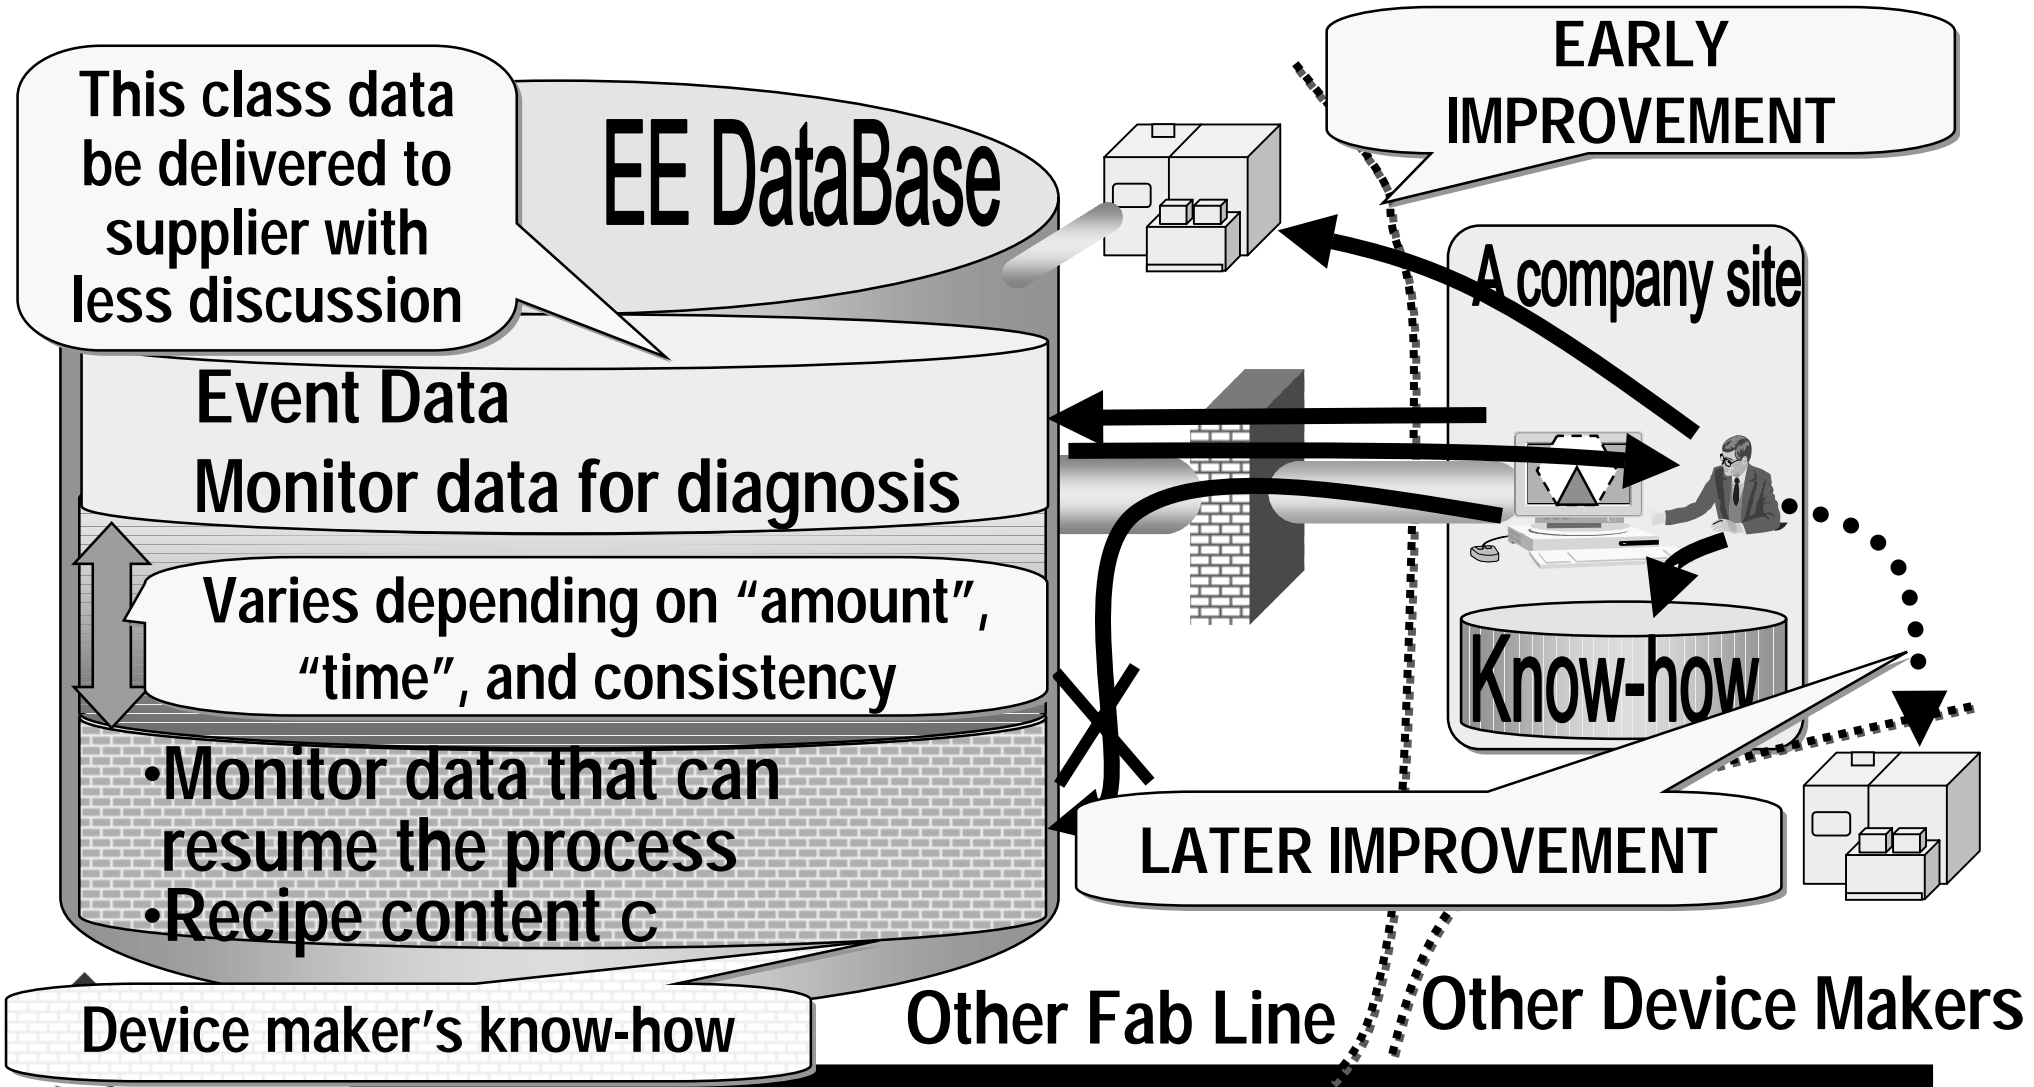 This class data
be delivered to
supplier with
less discussion
EE DataBase
EARLY
IMPROVEMENT
A company site
Event Data
Monitor data for diagnosis
Varies depending on “amount”,
“time”, and consistency
Know-how
•Monitor data that can
resume the process
•Recipe content c
LATER IMPROVEMENT
Device maker's know-how
Other Fab Line
Other Device Makers